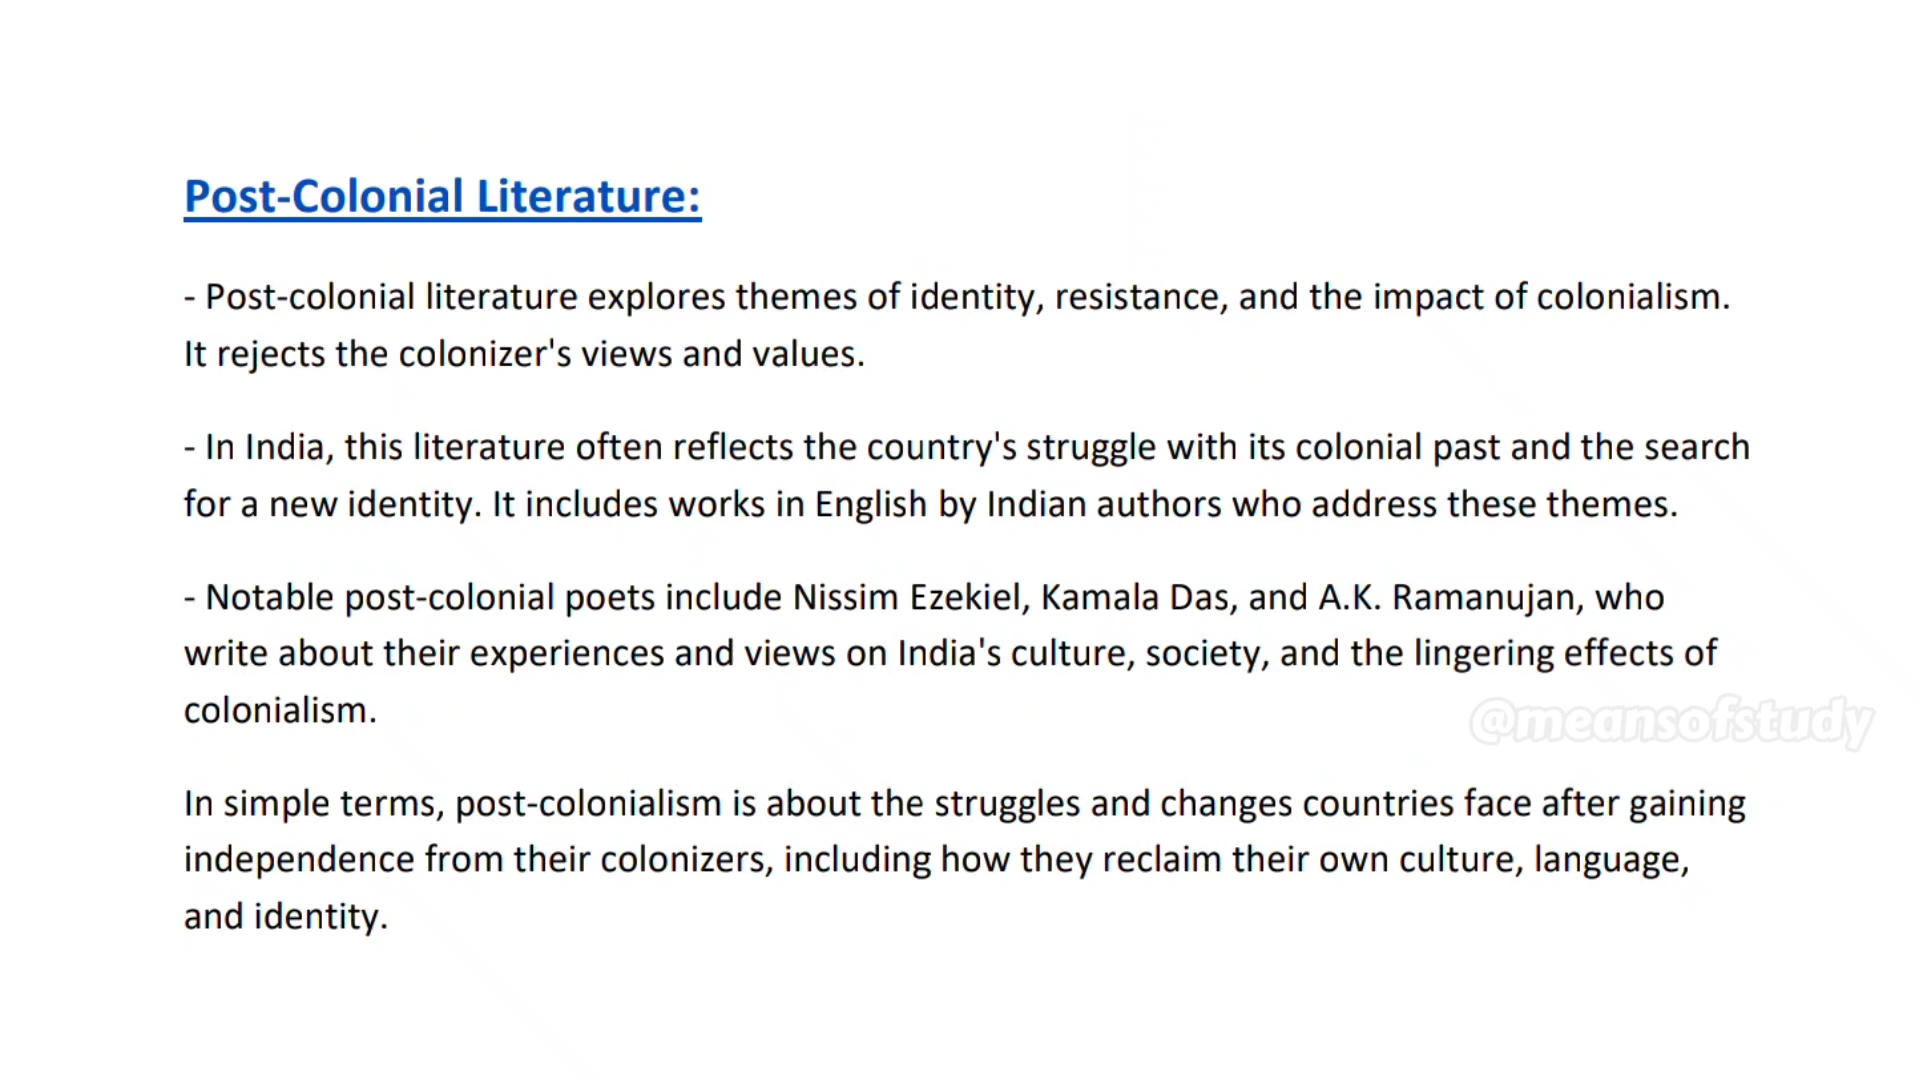 Post-Colonial Literature:
- Post-colonial literature explores themes of identity, resistance, and the impact of colonialism.
It rejects the colonizer's views and values.
- In India, this literature often reflects the country's struggle with its colonial past and the search
for a new identity. It includes works in English by Indian authors who address these themes.
- Notable post-colonial poets include Nissim Ezekiel, Kamala Das, and A.K. Ramanujan, who
write about their experiences and views on India's culture, society, and the lingering effects of
colonialism.
@meansofstudy
In simple terms, post-colonialism is about the struggles and changes countries face after gaining
independence from their colonizers, including how they reclaim their own culture, language,
and identity.